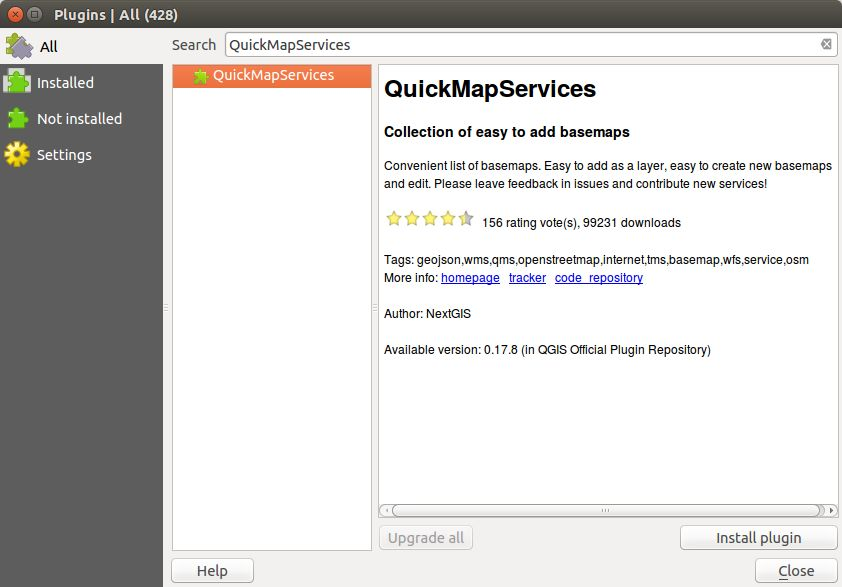 Plugins | All (428)
All
Search QuickMapServices
Installed
Not installed
Settings
QuickMapServices
QuickMapServices
Collection of easy to add basemaps
Convenient list of basemaps. Easy to add as a layer, easy to create new basemaps
and edit. Please leave feedback in issues and contribute new services!
156 rating vote(s), 99231 downloads
Tags: geojson,wms,qms,openstreetmap,internet,tms,basemap,wfs,service,osm
More info: homepage tracker code_repository
Author: NextGIS
Available version: 0.17.8 (in QGIS Official Plugin Repository)
Upgrade all
Install plugin
Help
Close